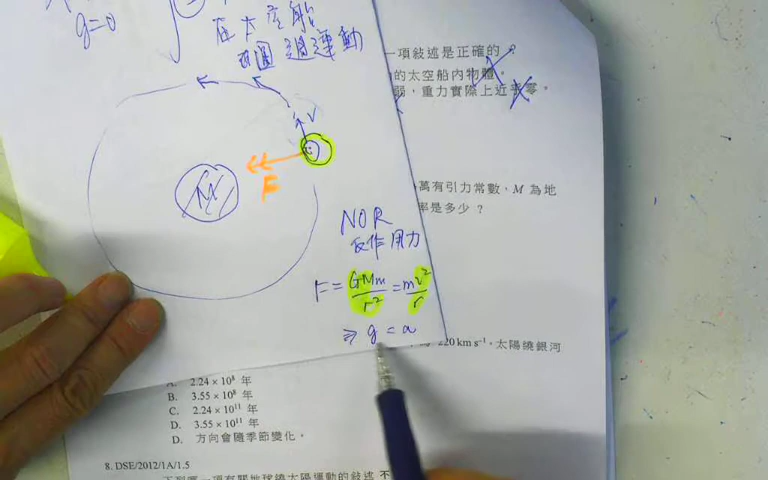 g=0
在太空船
圓週運動
一項敘述是正確的。
的太空船內物體。
弱，重力實際上近乎零。
V
M
F
萬有引力常數，M 為地
率是多少？
NOR
反作用力
F = GMm/r² = mv²/r
⇒ g = a
220 km s⁻¹。太陽繞銀河
A. 2.24 × 10⁸ 年
B. 3.55 × 10⁸ 年
C. 2.24 × 10¹¹ 年
D. 3.55 × 10¹¹ 年
D. 方向會隨季節變化。
8. DSE/2012/1A/1.5
下列哪一項有關地球繞太陽運動的敘述不